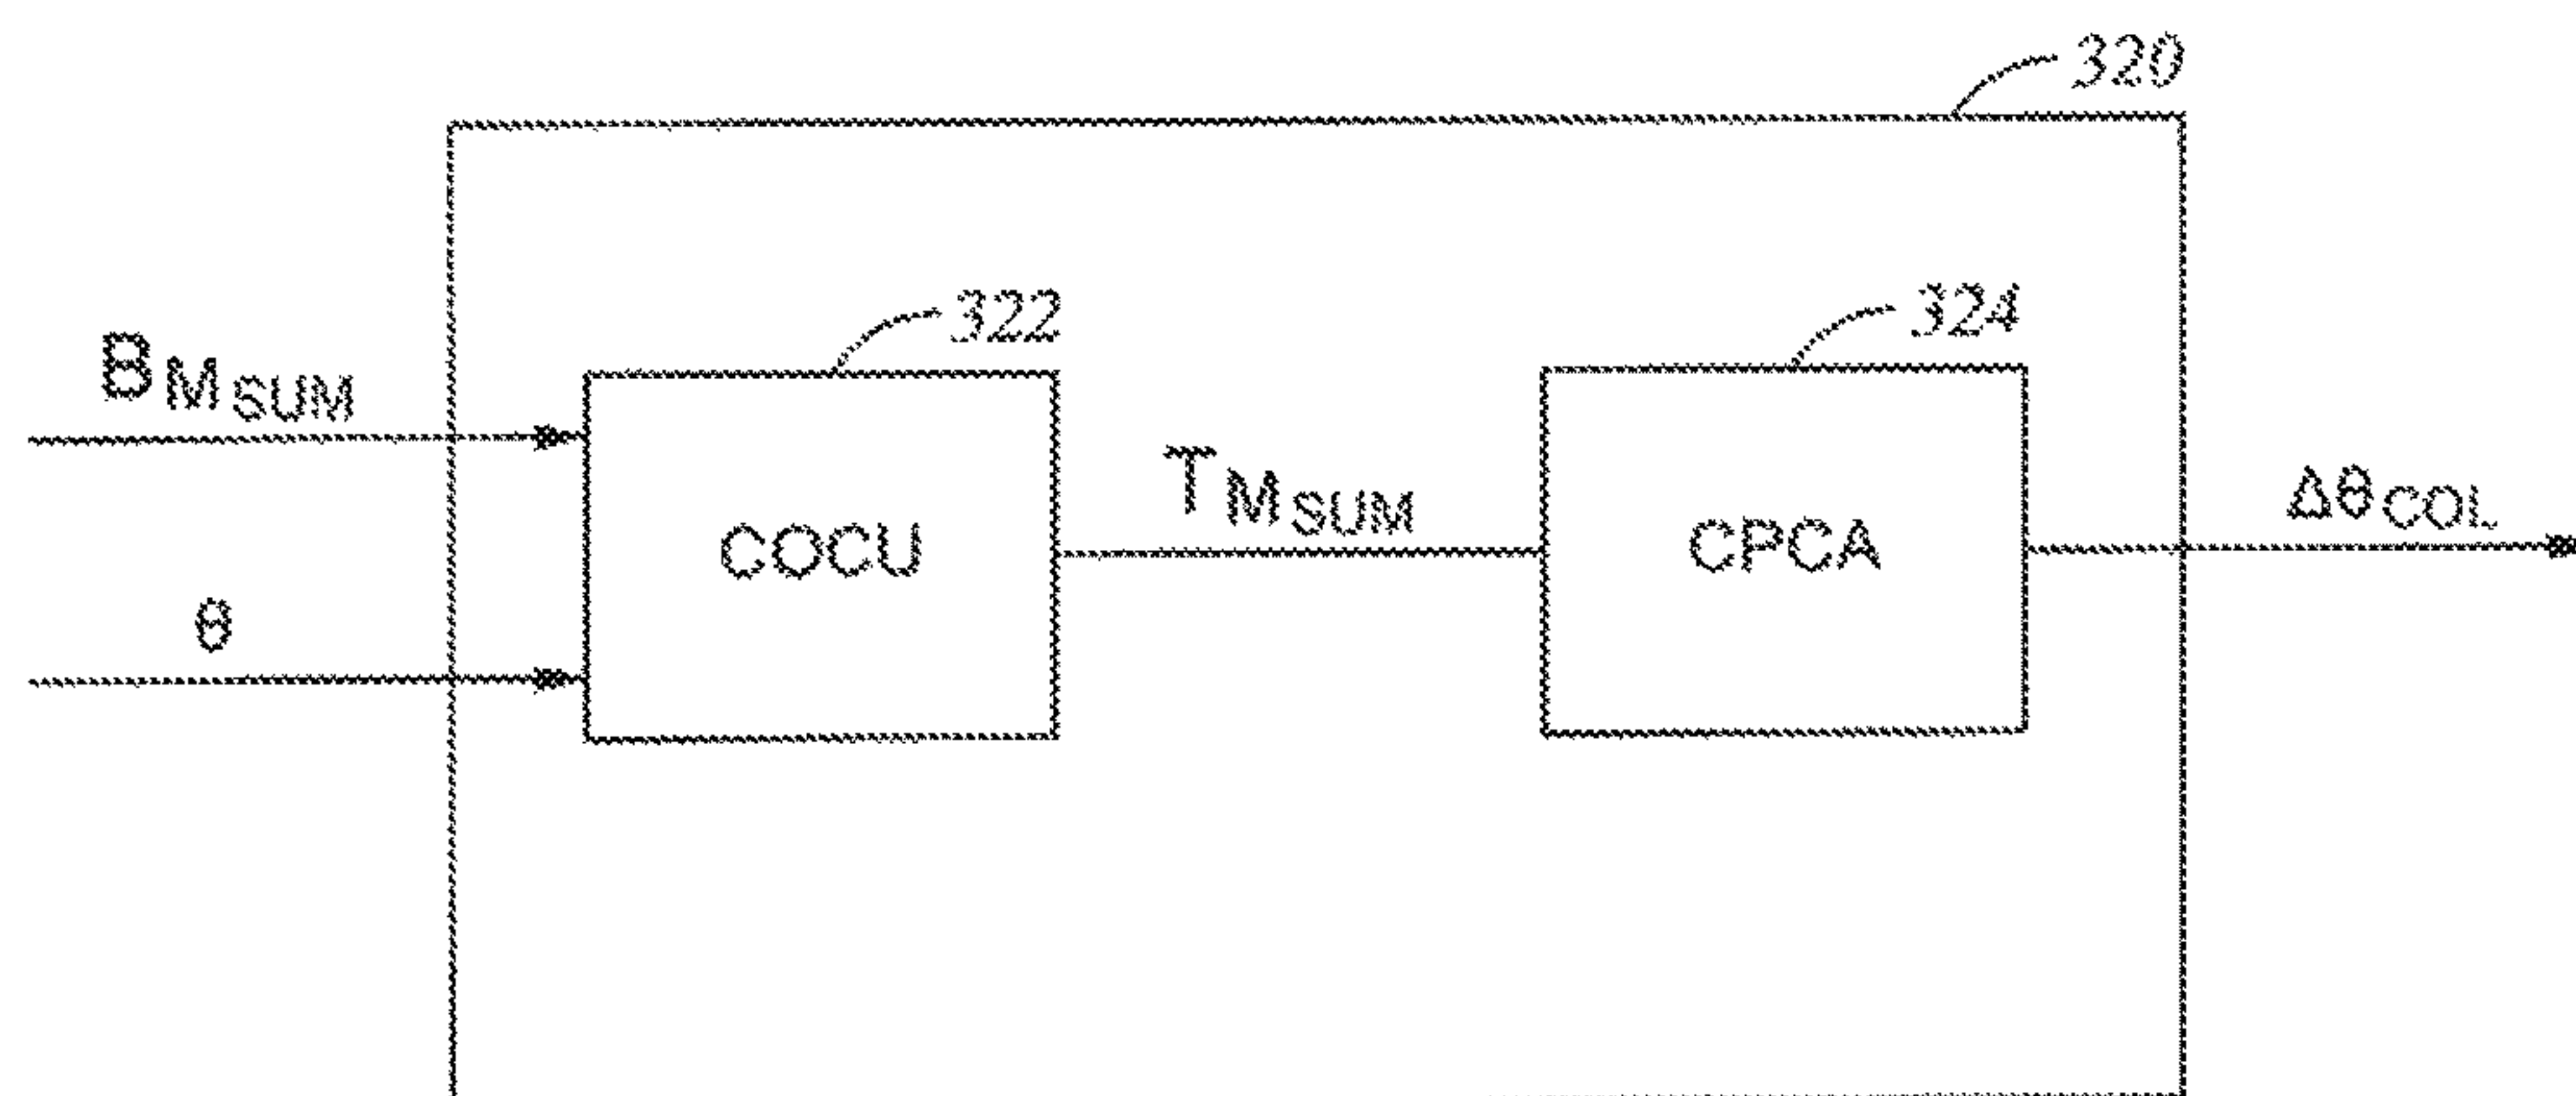 320
322
324
BMSUM
TMSUM
ΔθCOL
COCU
CPCA
θ